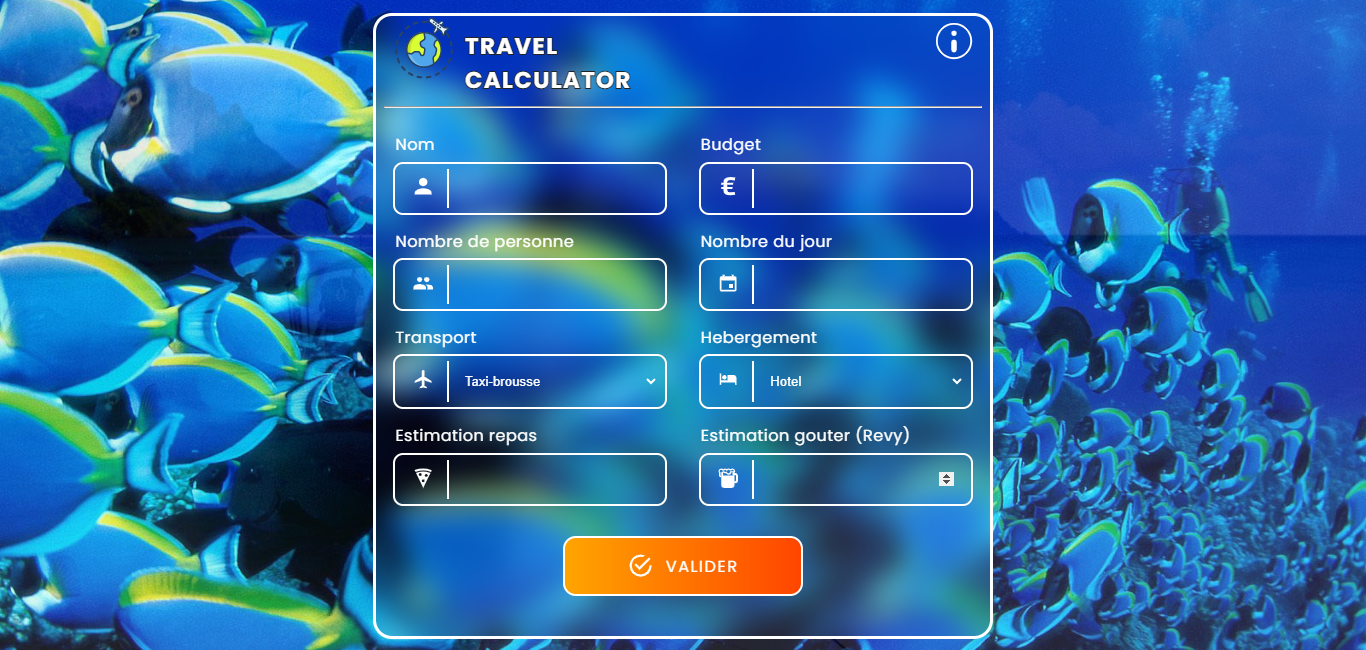 TRAVEL
CALCULATOR
Nom
Budget
€
Nombre de personne
Nombre du jour
Transport
Hebergement
Taxi-brousse
Hotel
Estimation repas
Estimation gouter (Revy)
VALIDER